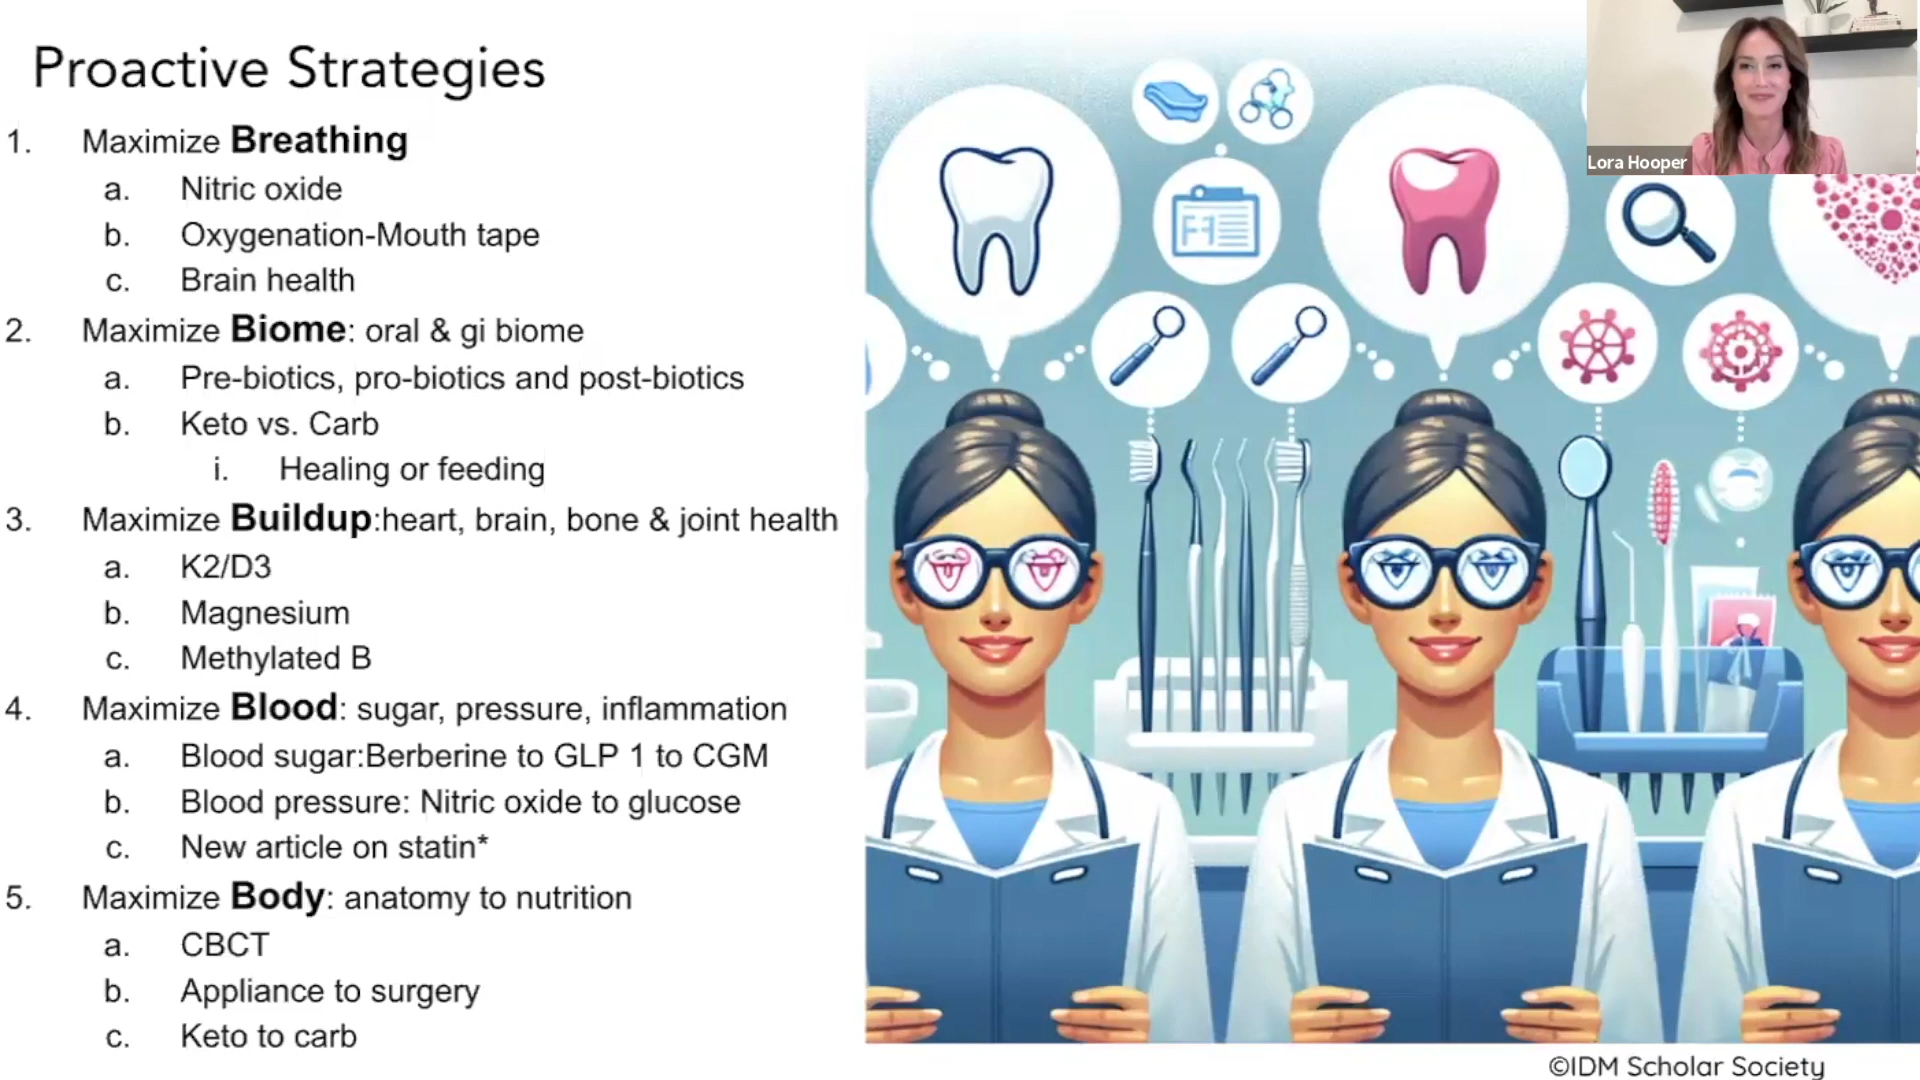 Proactive Strategies
1. Maximize Breathing
a. Nitric oxide
b. Oxygenation-Mouth tape
c. Brain health
2. Maximize Biome: oral & gi biome
a. Pre-biotics, pro-biotics and post-biotics
b. Keto vs. Carb
i. Healing or feeding
3. Maximize Buildup:heart, brain, bone & joint health
a. K2/D3
b. Magnesium
c. Methylated B
4. Maximize Blood: sugar, pressure, inflammation
a. Blood sugar:Berberine to GLP 1 to CGM
b. Blood pressure: Nitric oxide to glucose
c. New article on statin*
5. Maximize Body: anatomy to nutrition
a. CBCT
b. Appliance to surgery
c. Keto to carb
Lora Hooper
©IDM Scholar Society